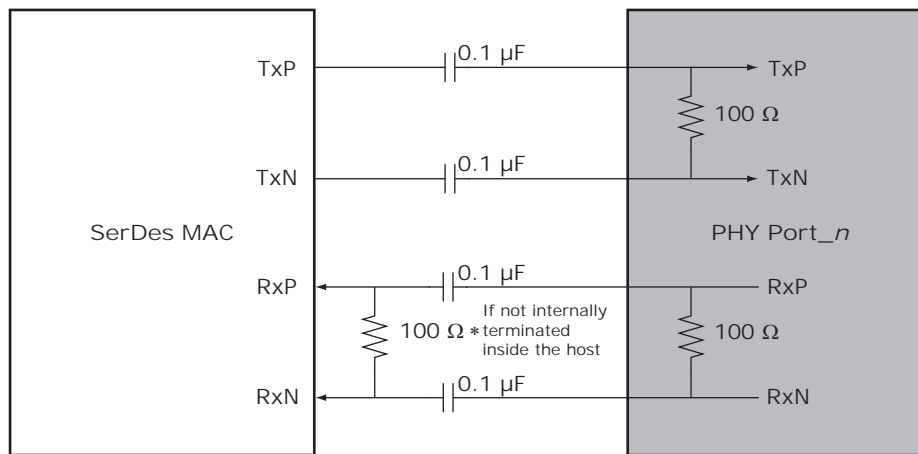 0.1 µF
TxP
TxP
100 Ω
0.1 µF
TxN
TxN
SerDes MAC
PHY Port_n
0.1 µF
RxP
RxP
If not internally
100 Ω * terminated
inside the host
100 Ω
0.1 µF
RxN
RxN